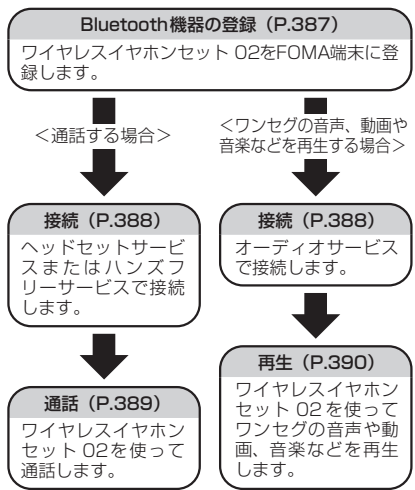 Bluetooth機器の登録（P.387）
ワイヤレスイヤホンセット 02をFOMA端末に登
録します。
＜通話する場合＞
＜ワンセグの音声、動画や
音楽などを再生する場合＞
接続（P.388）
ヘッドセットサービ
スまたはハンズフ
リーサービスで接続
します。
接続（P.388）
オーディオサービス
で接続します。
通話（P.389）
ワイヤレスイヤホン
セット 02を使って
通話します。
再生（P.390）
ワイヤレスイヤホン
セット 02を使って
ワンセグの音声や動
画、音楽などを再生
します。